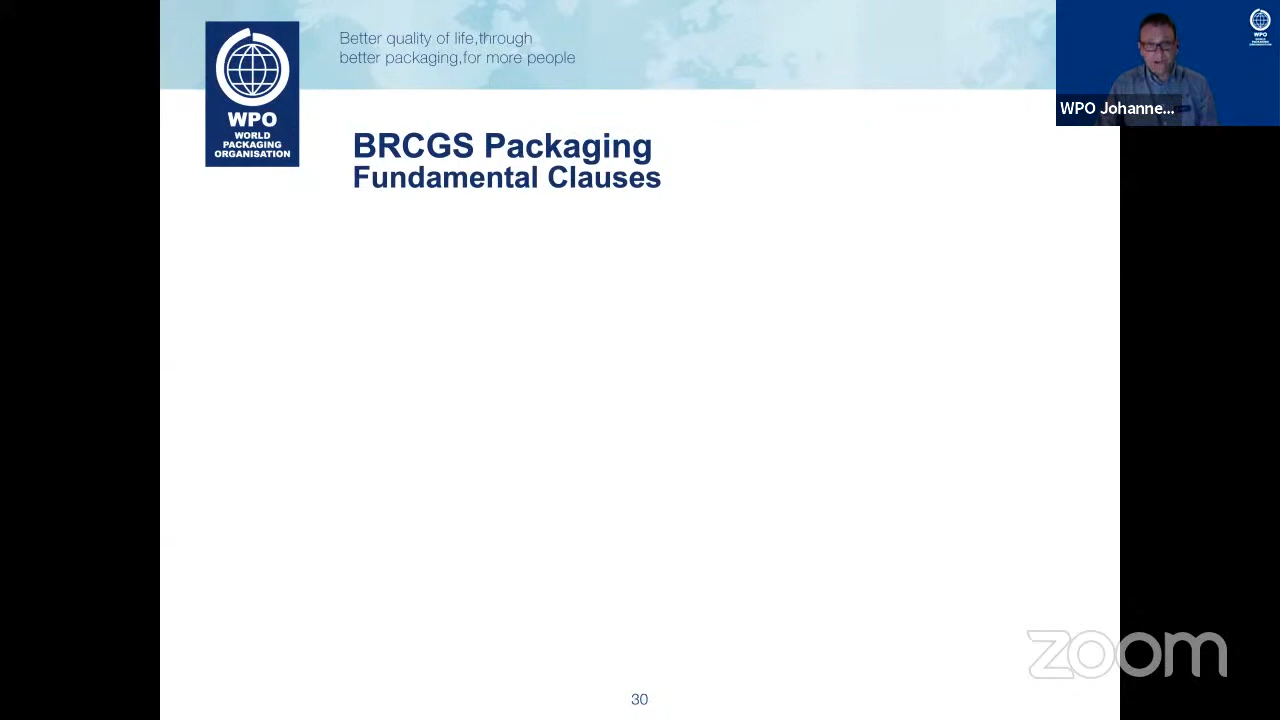 Better quality of life,through
better packaging,for more people
WPO
WORLD
PACKAGING
ORGANISATION
BRCGS Packaging
Fundamental Clauses
WPO
WPO Johanne...
zoom
30